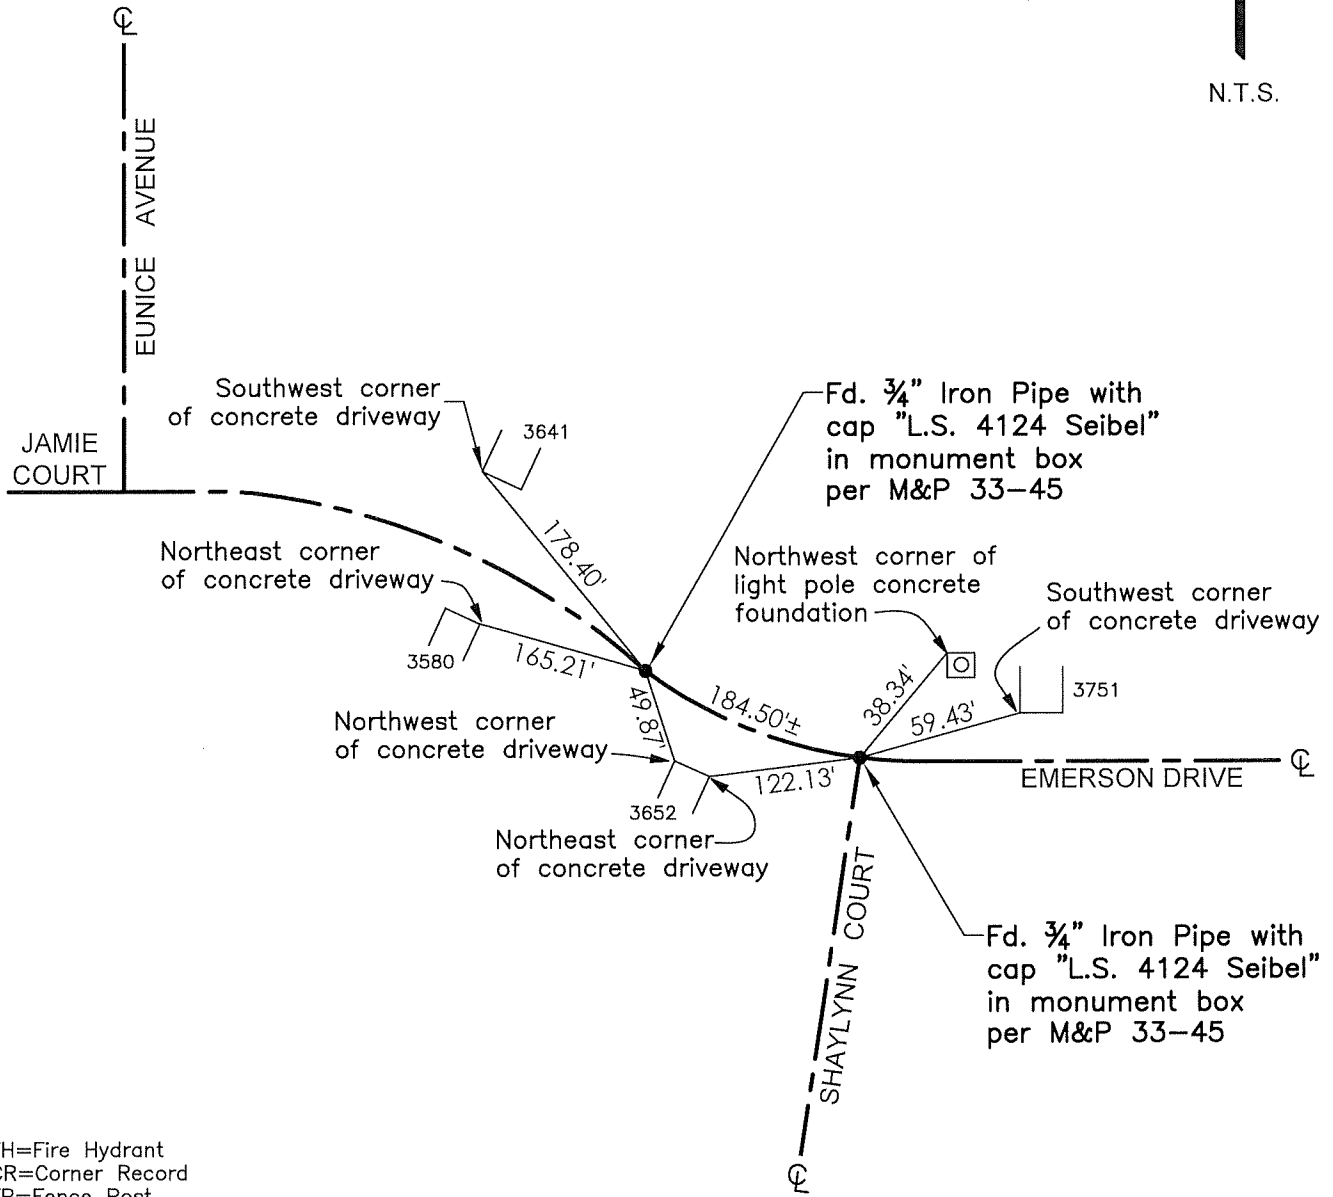 ℄
N.T.S.
EUNICE AVENUE
Southwest corner
of concrete driveway
3641
Fd. ¾" Iron Pipe with
cap "L.S. 4124 Seibel"
in monument box
per M&P 33-45
JAMIE
COURT
178.40'
Northeast corner
of concrete driveway
3580
165.21'
Northwest corner of
light pole concrete
foundation
Southwest corner
of concrete driveway
3751
38.34'
59.43'
184.50'±
49.87'
Northwest corner
of concrete driveway
122.13'
3652
℄
EMERSON DRIVE
Northeast corner
of concrete driveway
SHAYLYNN COURT
Fd. ¾" Iron Pipe with
cap "L.S. 4124 Seibel"
in monument box
per M&P 33-45
℄
FH=Fire Hydrant
CR=Corner Record
FP=Fence Post